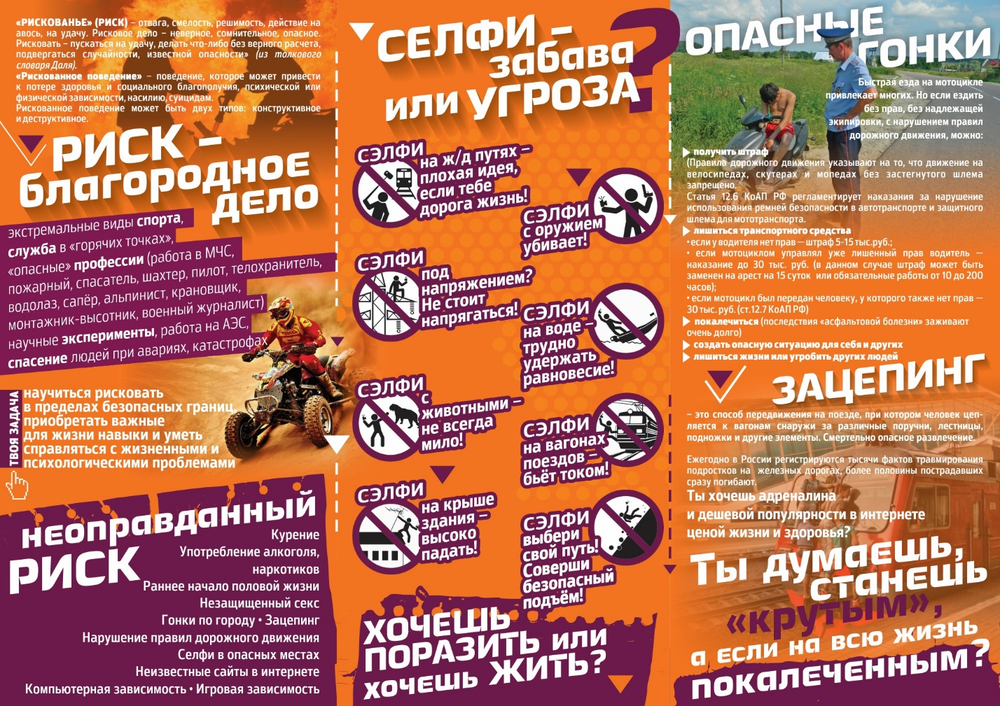 «РИСКОВАНЬЕ» (РИСК) – отвага, смелость, решимость, действие на
авось, на удачу. Рисковое дело – неверное, сомнительное, опасное.
Рисковать – пускаться на удачу, делать что-либо без верного расчета,
подвергаться случайности, известной опасности» (из толкового
словаря Даля).
«Рискованное поведение» – поведение, которое может привести
к потере здоровья и социального благополучия, психической или
физической зависимости, насилию, суицидам.
Рискованное поведение может быть двух типов: конструктивное
и деструктивное.
РИСК –
благородное
дело
экстремальные виды спорта,
служба в «горячих точках»,
«опасные» профессии (работа в МЧС,
пожарный, спасатель, шахтер, пилот, телохранитель,
водолаз, сапёр, альпинист, крановщик,
монтажник-высотник, военный журналист)
научные эксперименты, работа на АЭС,
спасение людей при авариях, катастрофах
ТВОЯ ЗАДАЧА
научиться рисковать
в пределах безопасных границ,
приобретать важные
для жизни навыки и уметь
справляться с жизненными и
психологическими проблемами
неоправданный
РИСК
Курение
Употребление алкоголя,
наркотиков
Раннее начало половой жизни
Незащищенный секс
Гонки по городу • Зацепинг
Нарушение правил дорожного движения
Селфи в опасных местах
Неизвестные сайты в интернете
Компьютерная зависимость • Игровая зависимость
СЕЛФИ –
забава
или УГРОЗА
?
СЭЛФИ
на ж/д путях –
плохая идея,
если тебе
дорога жизнь!
СЭЛФИ
с оружием
убивает!
СЭЛФИ
под
напряжением?
Не стоит
напрягаться!
СЭЛФИ
на воде –
трудно
удержать
равновесие!
СЭЛФИ
с
животными –
не всегда
мило!
СЭЛФИ
на вагонах
поездов –
бьёт током!
СЭЛФИ
на крыше
здания –
высоко
падать!
СЭЛФИ
выбери
свой путь!
Соверши
безопасный
подъём!
ХОЧЕШЬ
ПОРАЗИТЬ или
хочешь ЖИТЬ?
ОПАСНЫЕ
ГОНКИ
Быстрая езда на мотоцикле
привлекает многих. Но если ездить
без прав, без надлежащей
экипировки, с нарушением правил
дорожного движения, можно:
получить штраф
(Правила дорожного движения указывают на то, что движение на
велосипедах, скутерах и мопедах без застегнутого шлема
запрещено.
Статья 12.6 КоАП РФ регламентирует наказания за нарушение
использования ремней безопасности в автотранспорте и защитного
шлема для мототранспорта.
лишиться транспортного средства
• если у водителя нет прав — штраф 5-15 тыс.руб.;
• если мотоциклом управлял уже лишенный прав водитель —
наказание до 30 тыс. руб. (в данном случае штраф может быть
заменен на арест на 15 суток или обязательные работы от 10 до 200
часов);
• если мотоцикл был передан человеку, у которого также нет прав —
30 тыс. руб. (ст.12.7 КоАП РФ)
покалечиться (последствия «асфальтовой болезни» заживают
очень долго)
создать опасную ситуацию для себя и других
лишиться жизни или угробить других людей
ЗАЦЕПИНГ
– это способ передвижения на поезде, при котором человек цеп-
ляется к вагонам снаружи за различные поручни, лестницы,
подножки и другие элементы. Смертельно опасное развлечение.
Ежегодно в России регистрируются тысячи фактов травмирования
подростков на железных дорогах, более половины пострадавших
сразу погибают.
Ты хочешь адреналина
и дешевой популярности в интернете
ценой жизни и здоровья?
Ты думаешь,
станешь
«крутым»,
а если на всю жизнь
покалеченным?